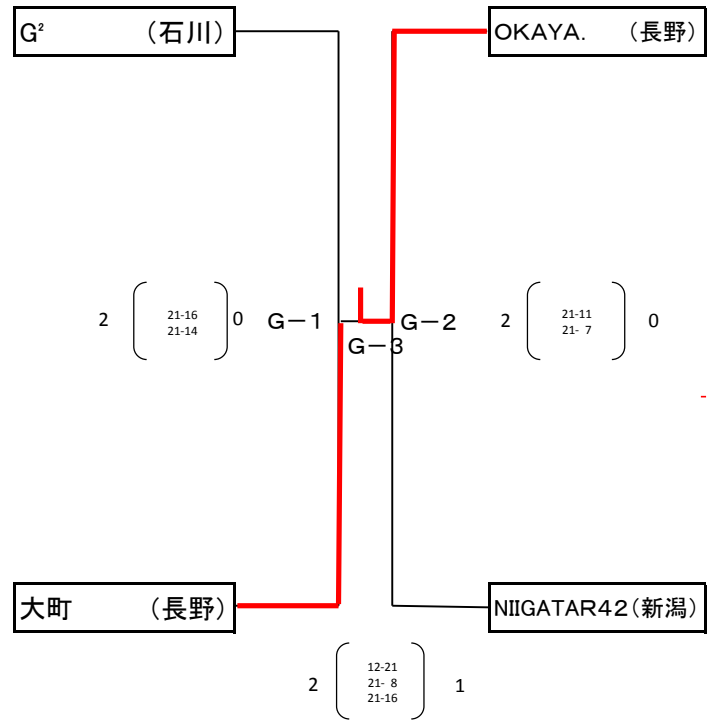 G² (石川)
OKAYA. (長野)
2 21-16 0 G-1 G-2 2 21-11 0
21-14 21- 7
G-3
大町 (長野)
NIIGATAR42(新潟)
12-21
2 21- 8 1
21-16